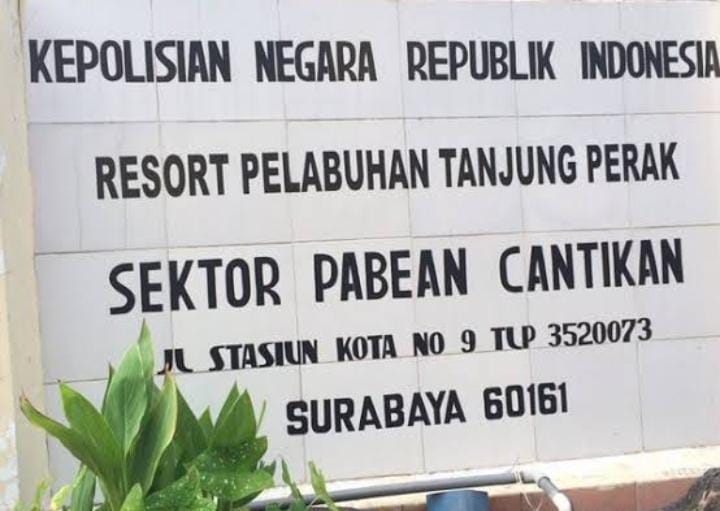 KEPOLISIAN NEGARA REPUBLIK INDONESIA
RESORT PELABUHAN TANJUNG PERAK
SEKTOR PABEAN CANTIKAN
JL STASIUN KOTA NO 9 TLP 3520073
SURABAYA 60161